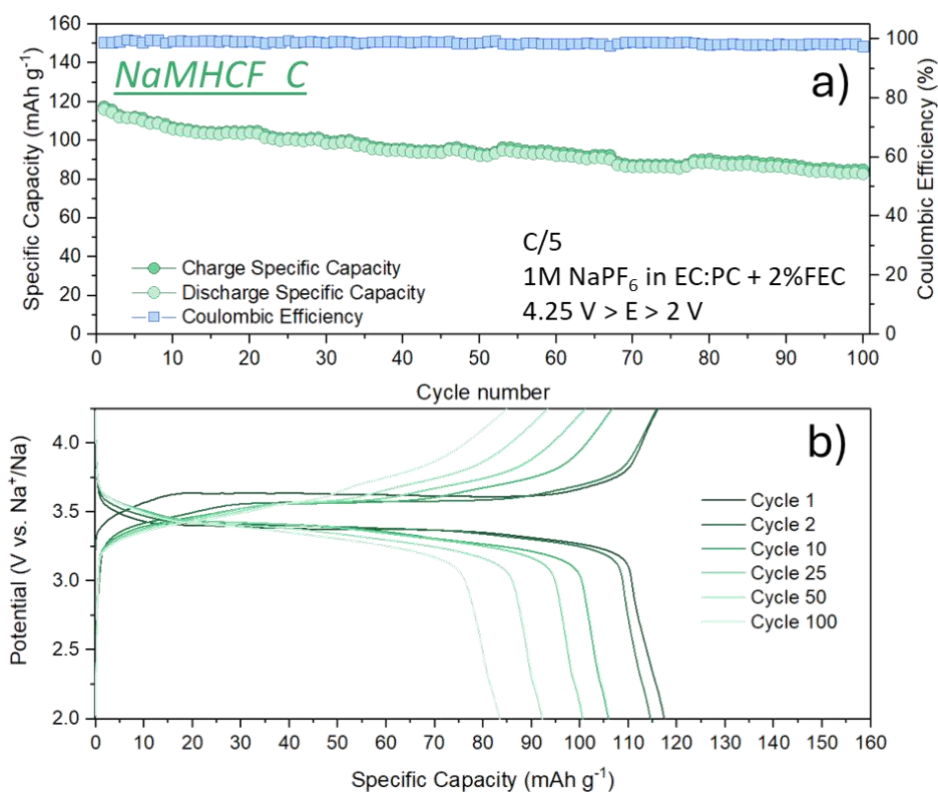 160
140
120
100
80
60
40
20
0
Specific Capacity (mAh g⁻¹)
NaMHCF C
a)
100
80
60
40
20
0
Coulombic Efficiency (%)
Charge Specific Capacity
Discharge Specific Capacity
Coulombic Efficiency
C/5
1M NaPF₆ in EC:PC + 2%FEC
4.25 V > E > 2 V
0 10 20 30 40 50 60 70 80 90 100
Cycle number
b)
4.0
3.5
3.0
2.5
2.0
Potential (V vs. Na⁺/Na)
Cycle 1
Cycle 2
Cycle 10
Cycle 25
Cycle 50
Cycle 100
0 10 20 30 40 50 60 70 80 90 100 110 120 130 140 150 160
Specific Capacity (mAh g⁻¹)